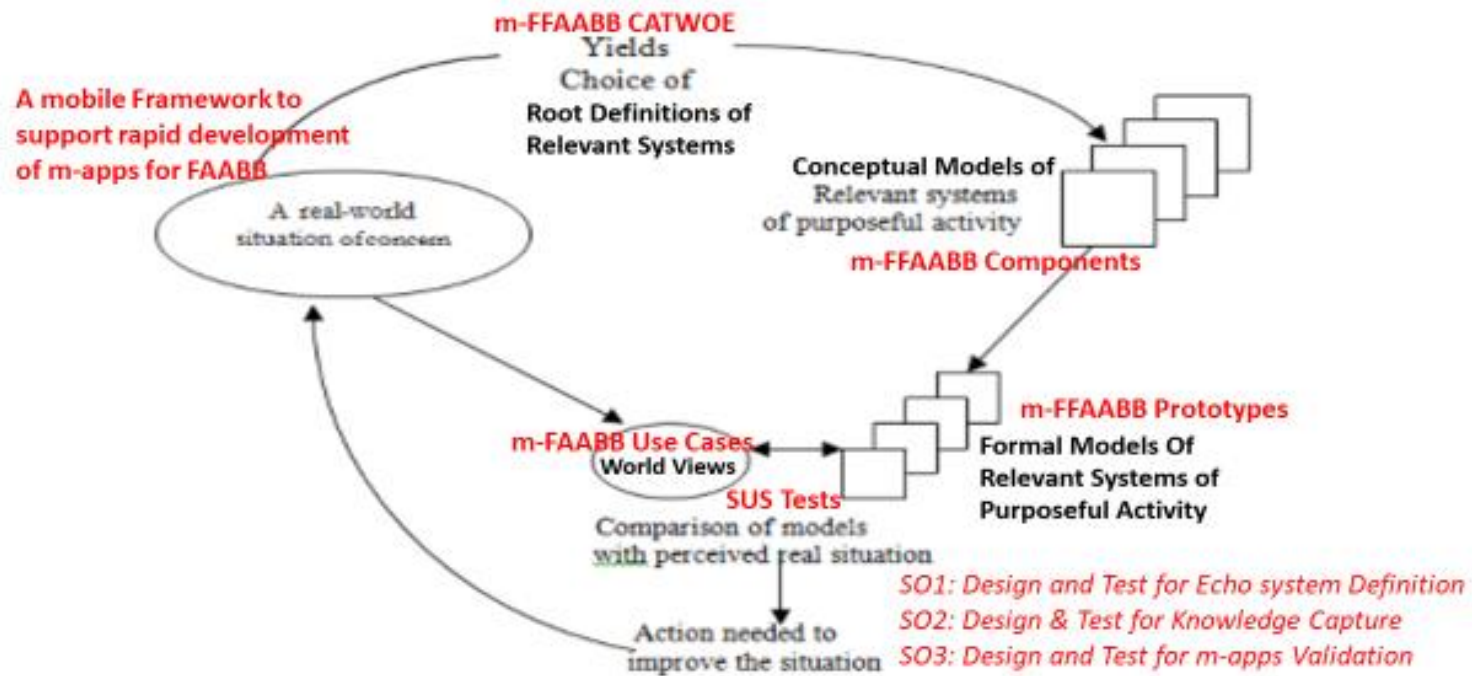 m-FFAABB CATWOE
Yields
Choice of
Root Definitions of
Relevant Systems
A mobile Framework to
support rapid development
of m-apps for FAABB
A real-world
situation of concern
Conceptual Models of
Relevant systems
of purposeful activity
m-FFAABB Components
m-FFAABB Prototypes
Formal Models Of
Relevant Systems of
Purposeful Activity
m-FAABB Use Cases
World Views
SUS Tests
Comparison of models
with perceived real situation
Action needed to
improve the situation
SO1: Design and Test for Echo system Definition
SO2: Design & Test for Knowledge Capture
SO3: Design and Test for m-apps Validation